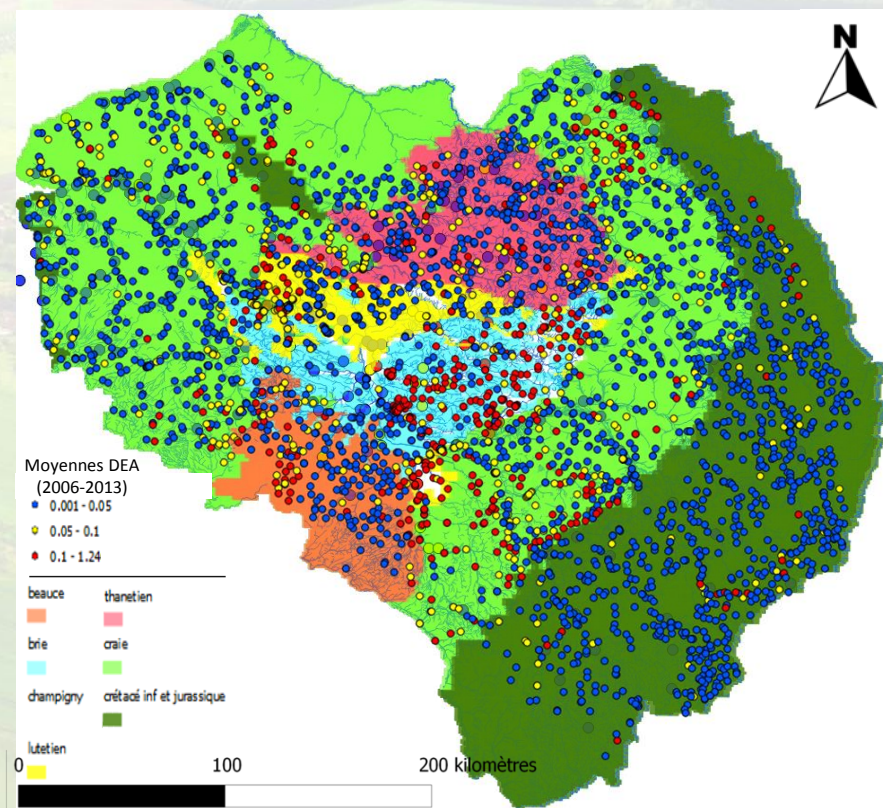 N
Moyennes DEA
(2006-2013)
0.001 - 0.05
0.05 - 0.1
0.1 - 1.24
beauce thanetien
brie craie
champigny crétacé inf et jurassique
lutetien
0 100 200 kilomètres